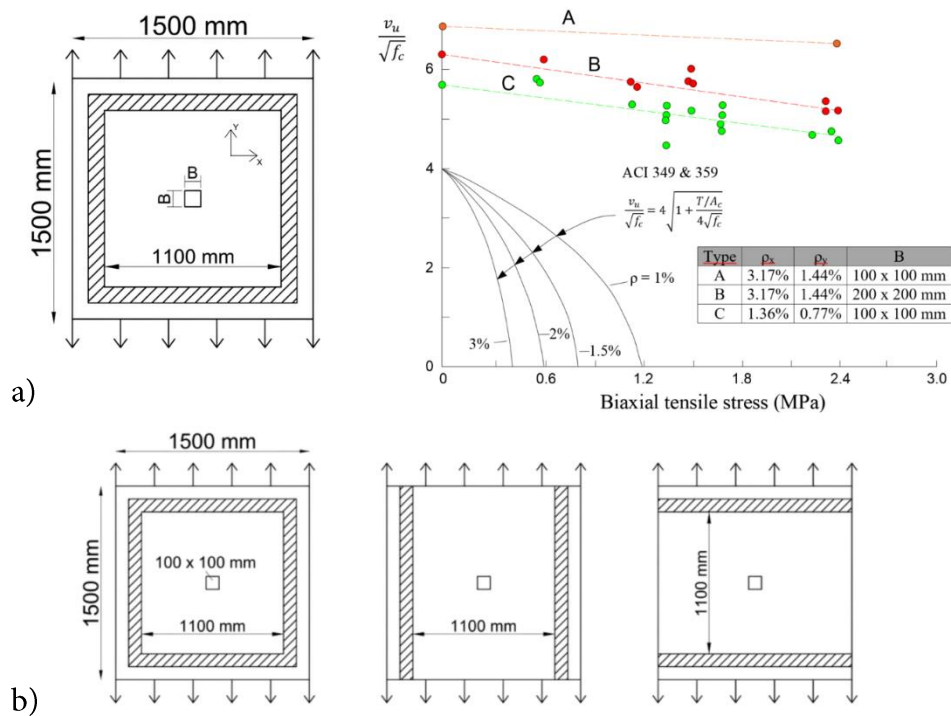 1500 mm
1500 mm
Y
X
B
B
1100 mm
a)
v_u / √f_c
6
4
2
0
A
B
C
ACI 349 & 359
v_u / √f_c = 4 √(1 + (T/A_c) / (4√f_c))
ρ = 1%
3%
2%
1.5%
Type ρx ρy B
A 3.17% 1.44% 100 x 100 mm
B 3.17% 1.44% 200 x 200 mm
C 1.36% 0.77% 100 x 100 mm
0 0.6 1.2 1.8 2.4 3.0
Biaxial tensile stress (MPa)
1500 mm
1500 mm
100 x 100 mm
1100 mm
1100 mm
1100 mm
b)